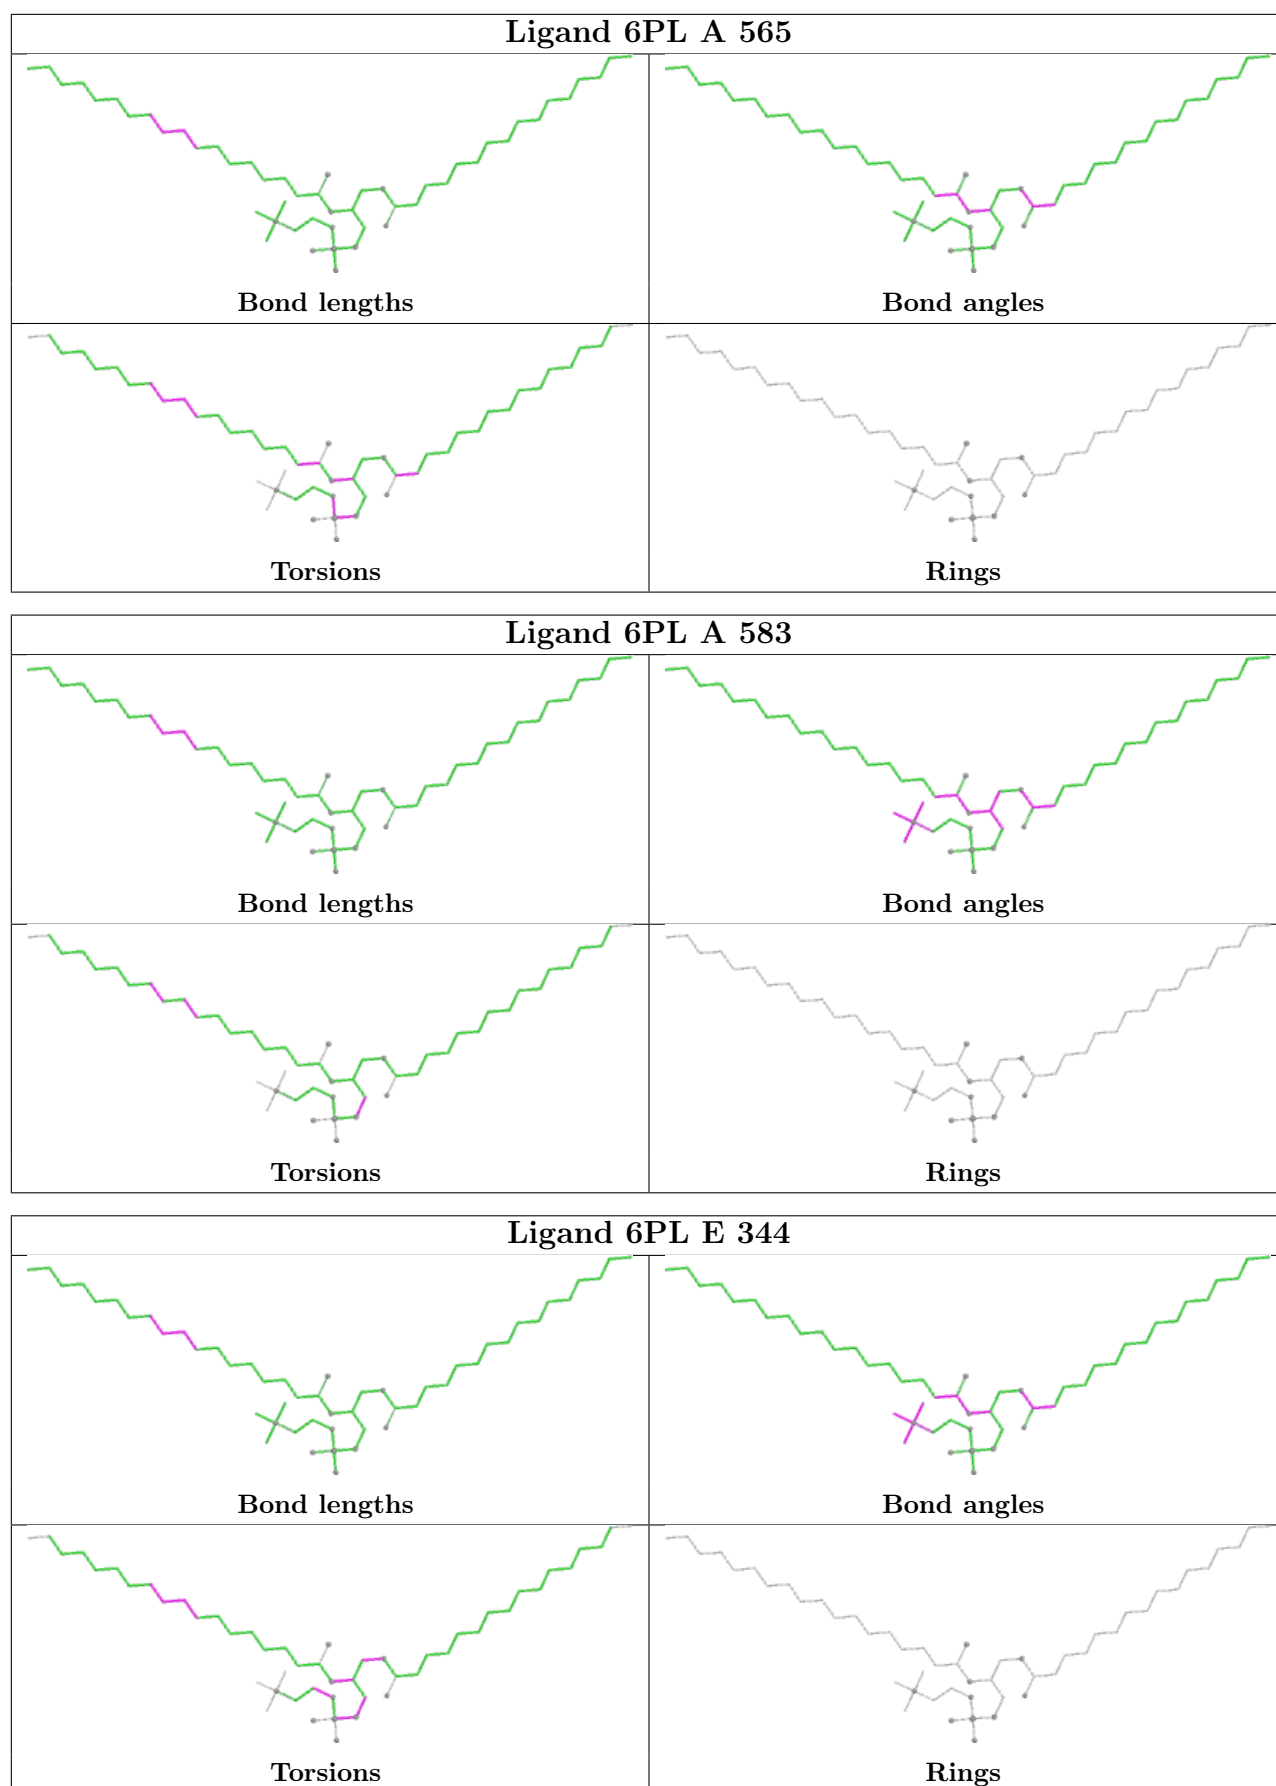 Ligand 6PL A 565
Bond lengths
Bond angles
Torsions
Rings
Ligand 6PL A 583
Bond lengths
Bond angles
Torsions
Rings
Ligand 6PL E 344
Bond lengths
Bond angles
Torsions
Rings